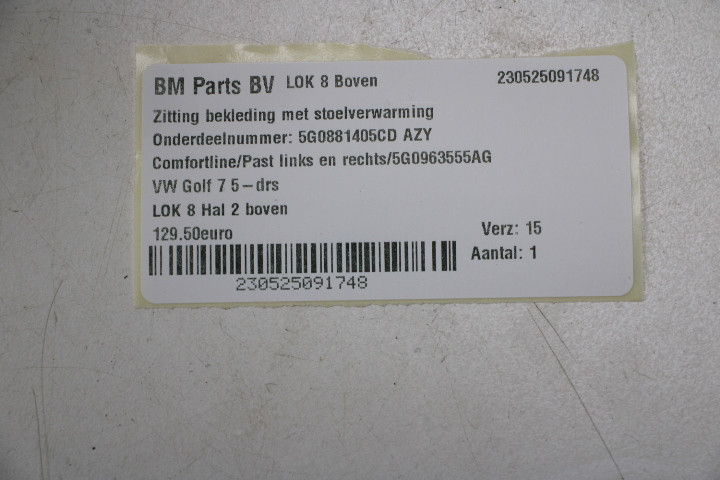 BM Parts BV LOK 8 Boven 230525091748
Zitting bekleding met stoelverwarming
Onderdeelnummer: 5G0881405CD AZY
Comfortline/Past links en rechts/5G0963555AG
VW Golf 7 5-drs
LOK 8 Hal 2 boven
129.50euro Verz: 15
Aantal: 1
230525091748